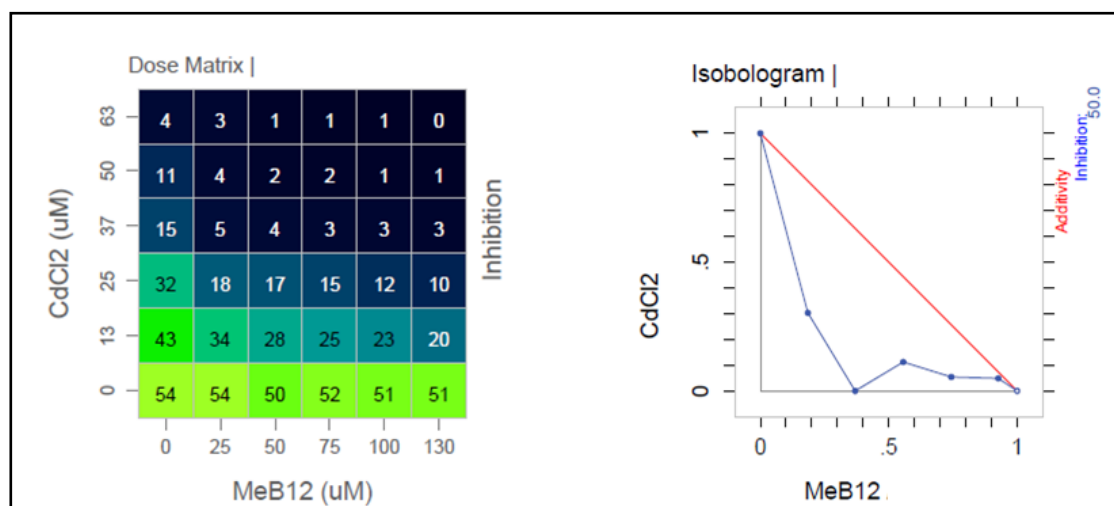 Dose Matrix |
CdCl2 (uM)
63 4 3 1 1 1 0
50 11 4 2 2 1 1
37 15 5 4 3 3 3
25 32 18 17 15 12 10
13 43 34 28 25 23 20
0 54 54 50 52 51 51
0 25 50 75 100 130
MeB12 (uM)
Inhibition
Isobologram |
CdCl2
1
.5
0
0 .5 1
MeB12 .
Additivity
Inhibition: 50.0